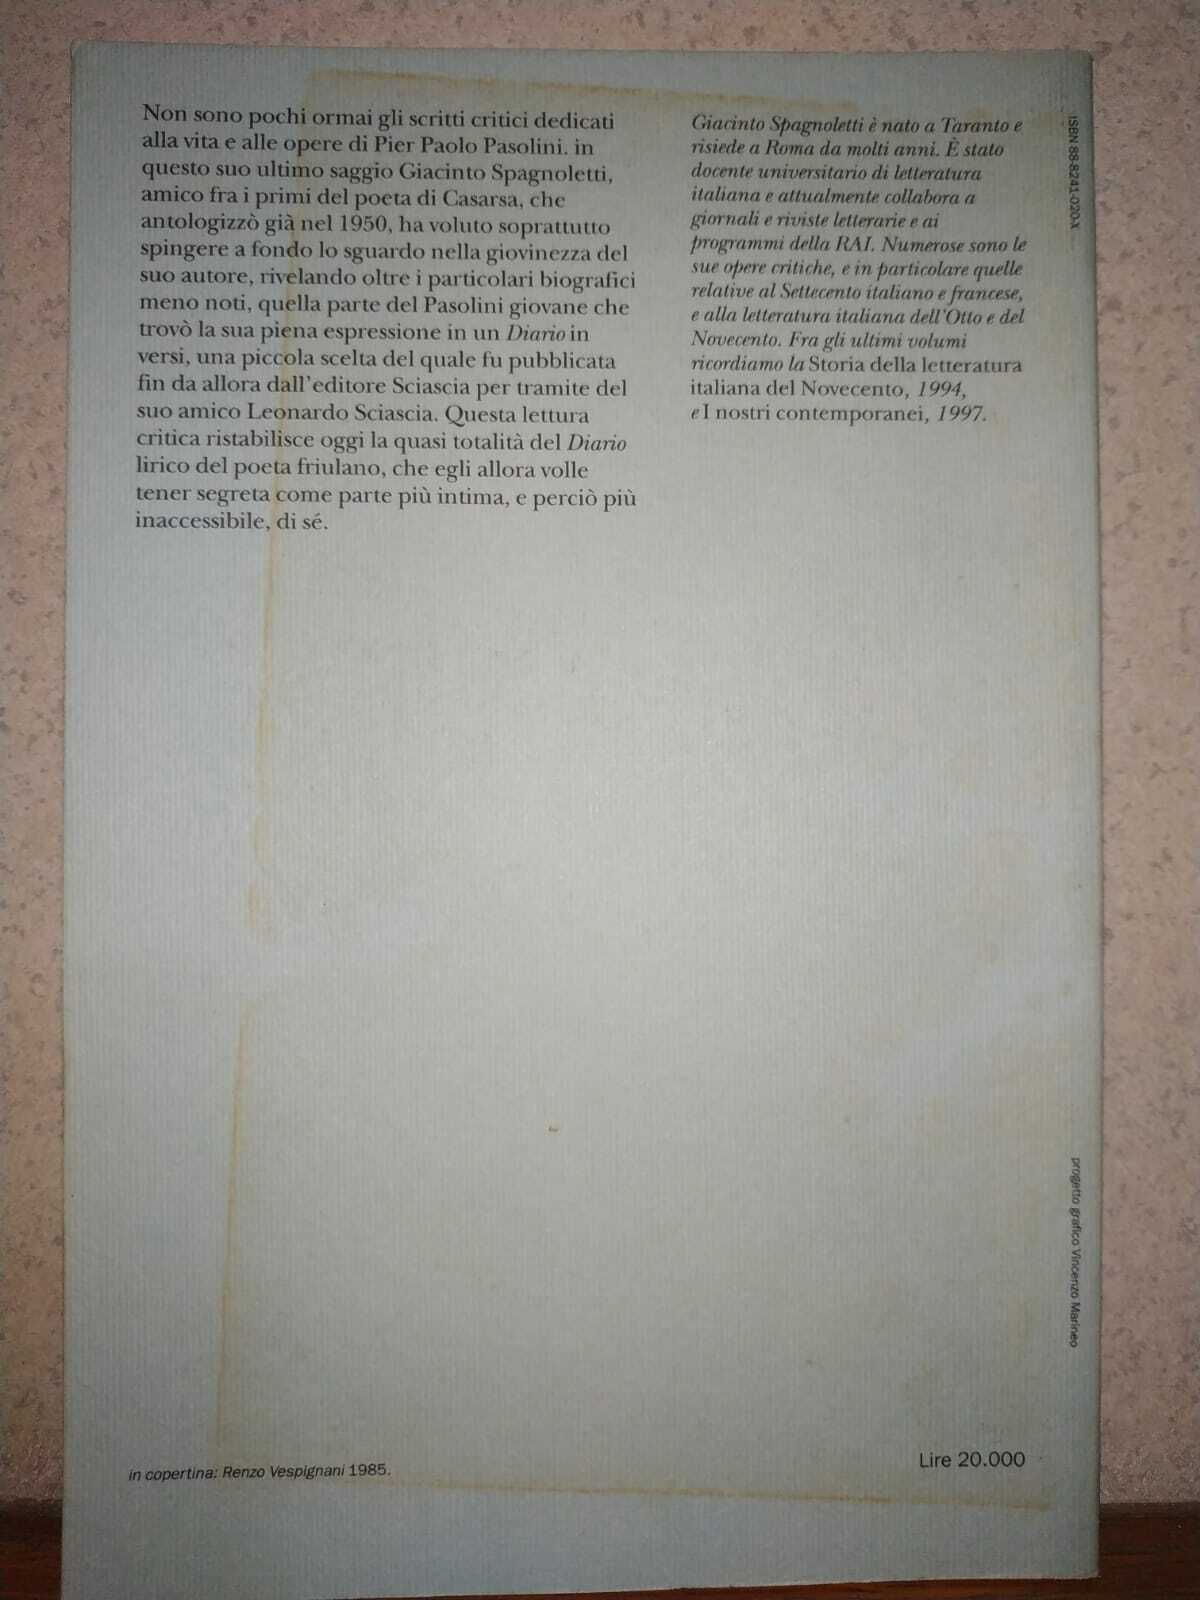 Non sono pochi ormai gli scritti critici dedicati
alla vita e alle opere di Pier Paolo Pasolini. in
questo suo ultimo saggio Giacinto Spagnoletti,
amico fra i primi del poeta di Casarsa, che
antologizzò già nel 1950, ha voluto soprattutto
spingere a fondo lo sguardo nella giovinezza del
suo autore, rivelando oltre i particolari biografici
meno noti, quella parte del Pasolini giovane che
trovò la sua piena espressione in un Diario in
versi, una piccola scelta del quale fu pubblicata
fin da allora dall'editore Sciascia per tramite del
suo amico Leonardo Sciascia. Questa lettura
critica ristabilisce oggi la quasi totalità del Diario
lirico del poeta friulano, che egli allora volle
tener segreta come parte più intima, e perciò più
inaccessibile, di sé.
Giacinto Spagnoletti è nato a Taranto e
risiede a Roma da molti anni. È stato
docente universitario di letteratura
italiana e attualmente collabora a
giornali e riviste letterarie e ai
programmi della RAI. Numerose sono le
sue opere critiche, e in particolare quelle
relative al Settecento italiano e francese,
e alla letteratura italiana dell'Otto e del
Novecento. Fra gli ultimi volumi
ricordiamo la Storia della letteratura
italiana del Novecento, 1994,
e I nostri contemporanei, 1997.
ISBN 88-8241-020-X
progetto grafico Vincenzo Marineo
in copertina: Renzo Vespignani 1985.
Lire 20.000